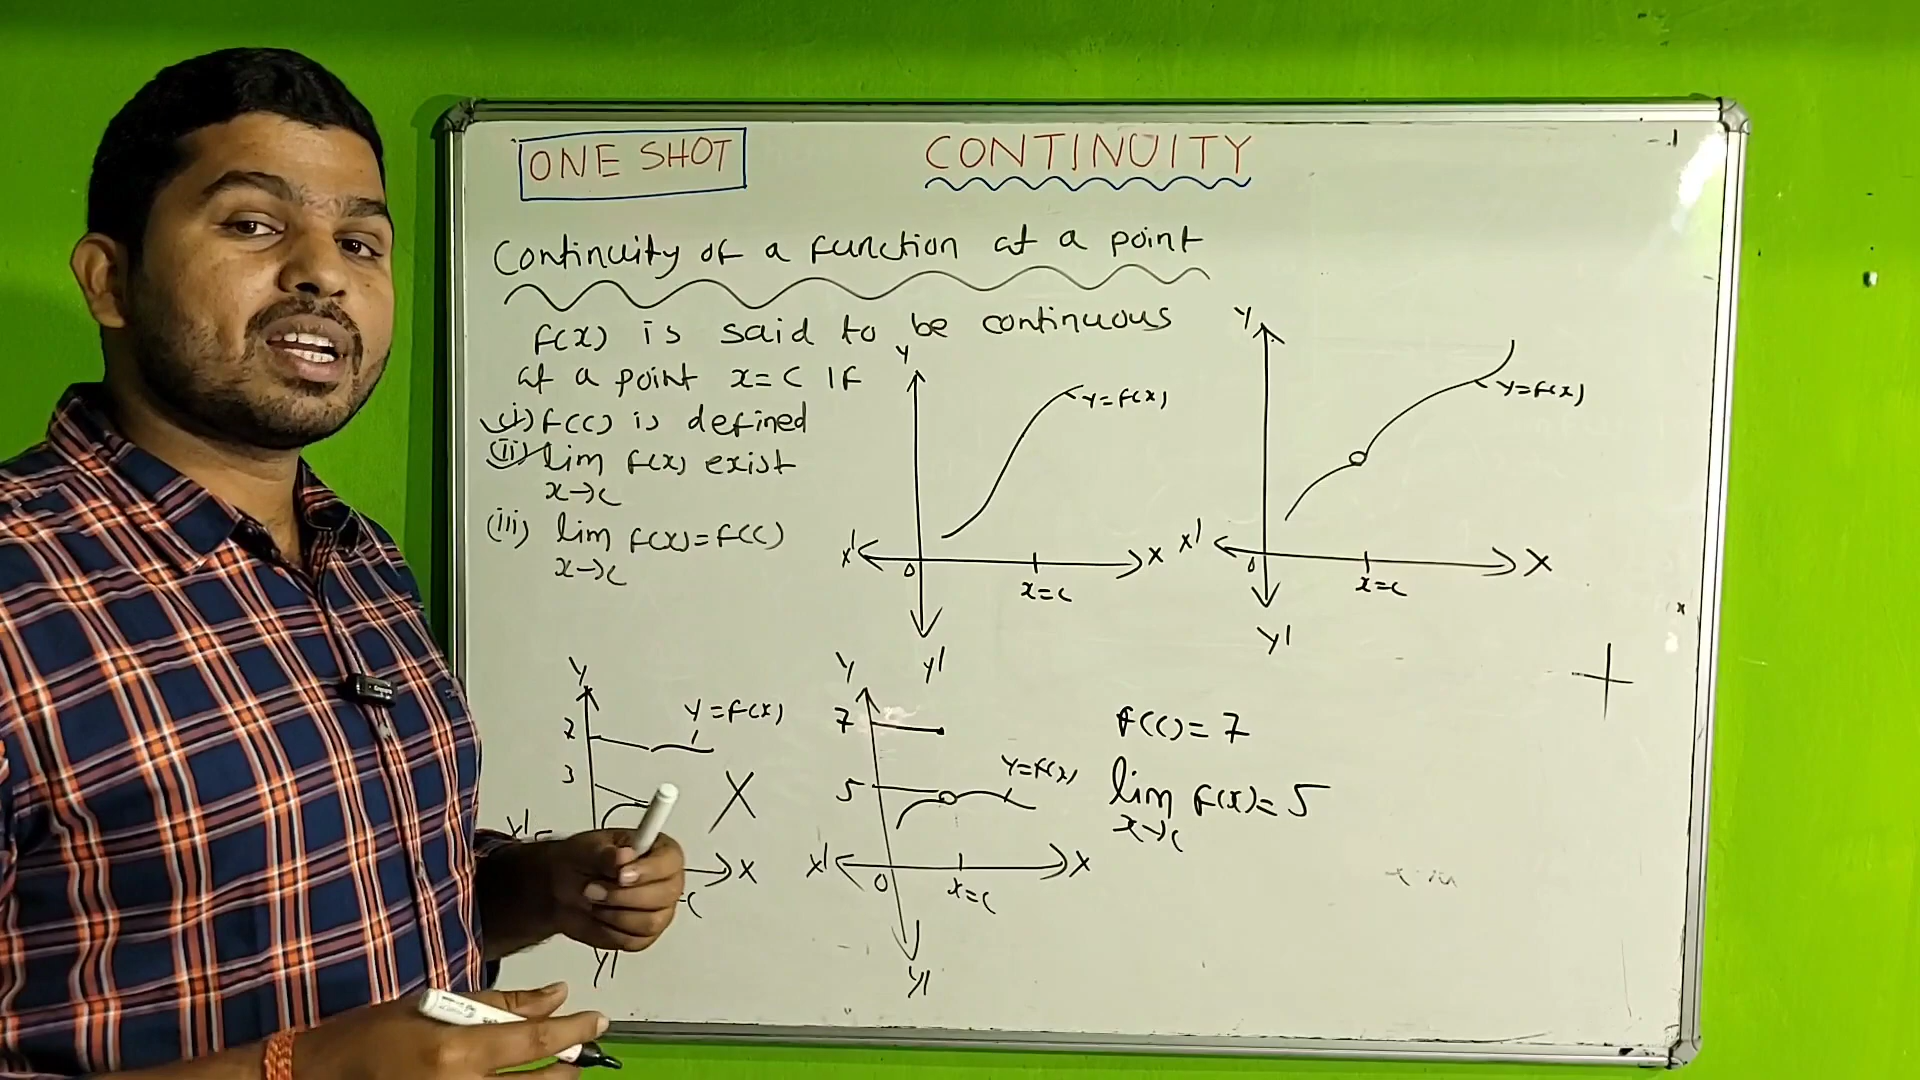 ONE SHOT
CONTINUITY
Continuity of a function at a point
f(x) is said to be continuous
at a point x=c if
(i) f(c) is defined
(ii) lim f(x) exist
x→c
(iii) lim f(x)=f(c)
x→c
Y
y=f(x)
X'
0
x=c
X
Y'
Y
y=f(x)
X'
0
x=c
X
Y'
Y
y=f(x)
3
X'
X
Y'
Y
7
y=f(x)
5
X'
0
x=c
X
Y'
f(c)=7
lim f(x)=5
x→c